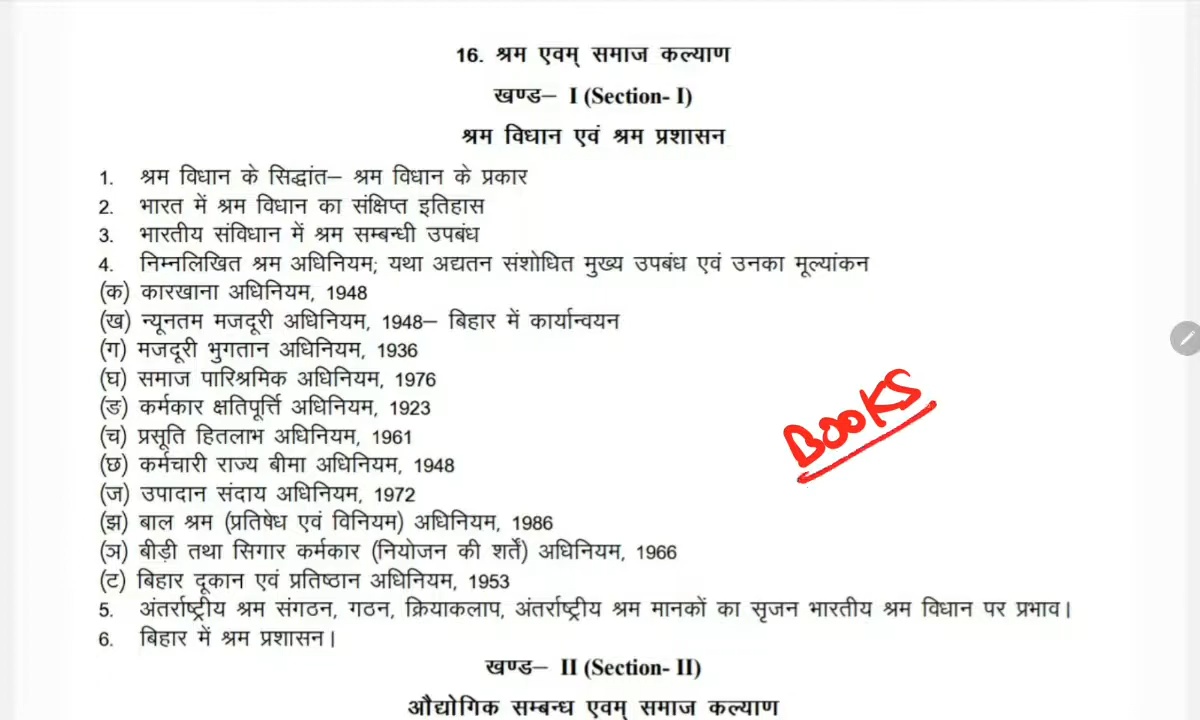 16. श्रम एवम् समाज कल्याण
खण्ड– I (Section- I)
श्रम विधान एवं श्रम प्रशासन
1. श्रम विधान के सिद्धांत– श्रम विधान के प्रकार
2. भारत में श्रम विधान का संक्षिप्त इतिहास
3. भारतीय संविधान में श्रम सम्बन्धी उपबंध
4. निम्नलिखित श्रम अधिनियम; यथा अद्यतन संशोधित मुख्य उपबंध एवं उनका मूल्यांकन
(क) कारखाना अधिनियम, 1948
(ख) न्यूनतम मजदूरी अधिनियम, 1948– बिहार में कार्यान्वयन
(ग) मजदूरी भुगतान अधिनियम, 1936
(घ) समाज पारिश्रमिक अधिनियम, 1976
(ङ) कर्मकार क्षतिपूर्त्ति अधिनियम, 1923
(च) प्रसूति हितलाभ अधिनियम, 1961
(छ) कर्मचारी राज्य बीमा अधिनियम, 1948
(ज) उपादान संदाय अधिनियम, 1972
(झ) बाल श्रम (प्रतिषेध एवं विनियम) अधिनियम, 1986
(ञ) बीड़ी तथा सिगार कर्मकार (नियोजन की शर्तें) अधिनियम, 1966
(ट) बिहार दूकान एवं प्रतिष्ठान अधिनियम, 1953
5. अंतर्राष्ट्रीय श्रम संगठन, गठन, क्रियाकलाप, अंतर्राष्ट्रीय श्रम मानकों का सृजन भारतीय श्रम विधान पर प्रभाव।
6. बिहार में श्रम प्रशासन।
खण्ड– II (Section- II)
औद्योगिक सम्बन्ध एवम् समाज कल्याण
BOOKS